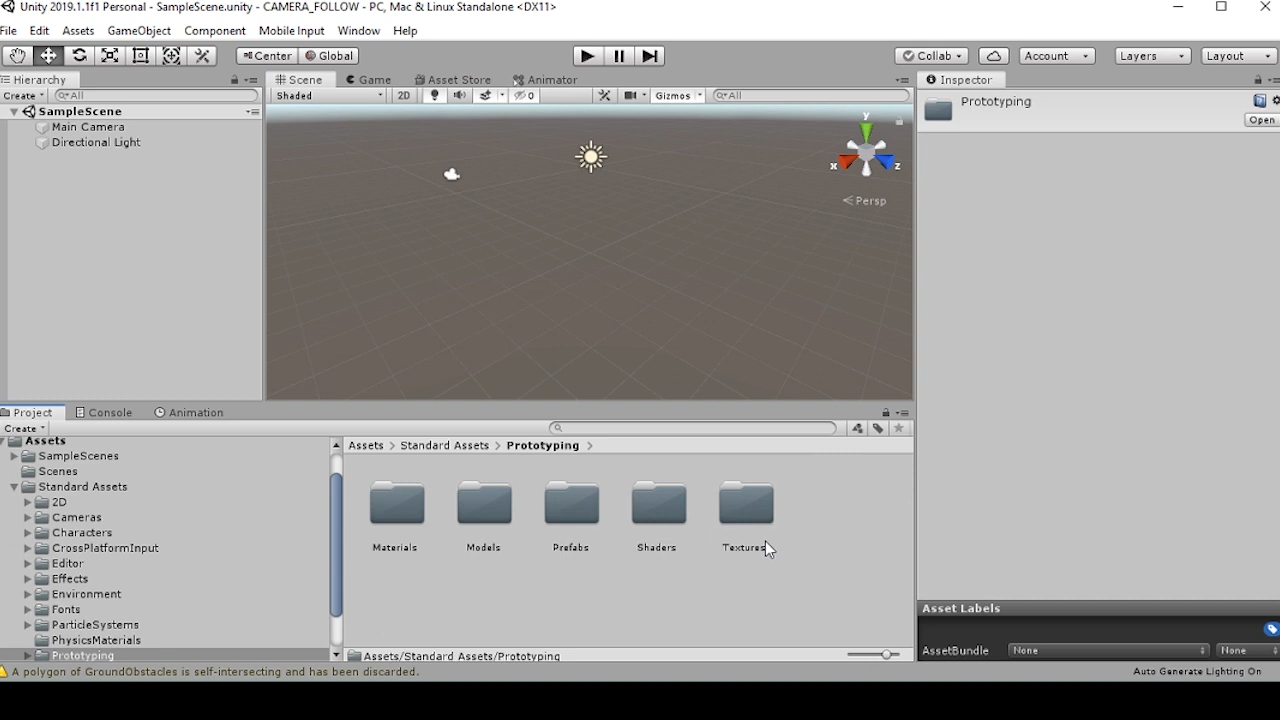 Unity 2019.1.1f1 Personal - SampleScene.unity - CAMERA_FOLLOW - PC, Mac & Linux Standalone <DX11>
File Edit Assets GameObject Component Mobile Input Window Help
Center Global Collab Account Layers Layout
Hierarchy
Create All
SampleScene
Main Camera
Directional Light
Scene Game Asset Store Animator
Shaded 2D 0 Gizmos All
y
x z
Persp
Inspector
Prototyping
Open
Project Console Animation
Create
Assets
SampleScenes
Scenes
Standard Assets
2D
Cameras
Characters
CrossPlatformInput
Editor
Effects
Environment
Fonts
ParticleSystems
PhysicsMaterials
Prototyping
Assets > Standard Assets > Prototyping >
Materials Models Prefabs Shaders Textures
Assets/Standard Assets/Prototyping
Asset Labels
AssetBundle None None
A polygon of GroundObstacles is self-intersecting and has been discarded.
Auto Generate Lighting On